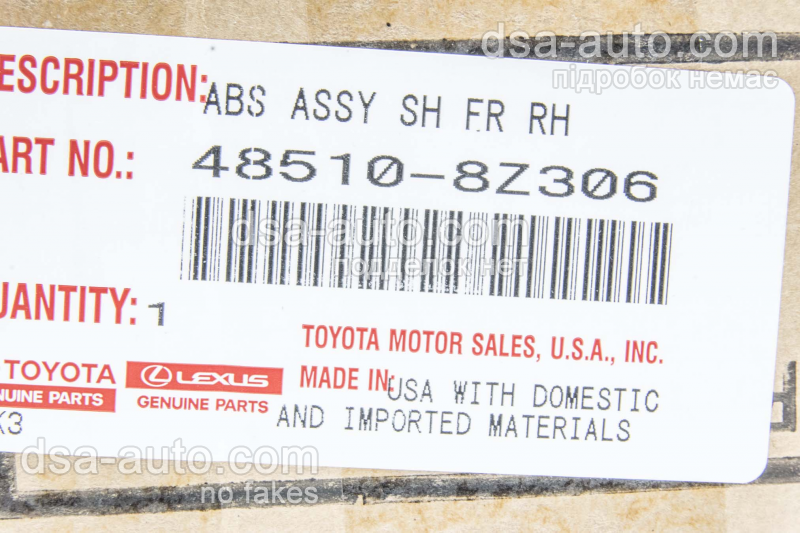 dsa-auto.com
підробок немає
ESCRIPTION: ABS ASSY SH FR RH
ART NO.: 48510-8Z306
dsa-auto.com
подделок нет
UANTITY: 1
TOYOTA MOTOR SALES, U.S.A., INC.
TOYOTA LEXUS MADE IN: USA WITH DOMESTIC
NUINE PARTS GENUINE PARTS AND IMPORTED MATERIALS
K3
dsa-auto.com
no fakes